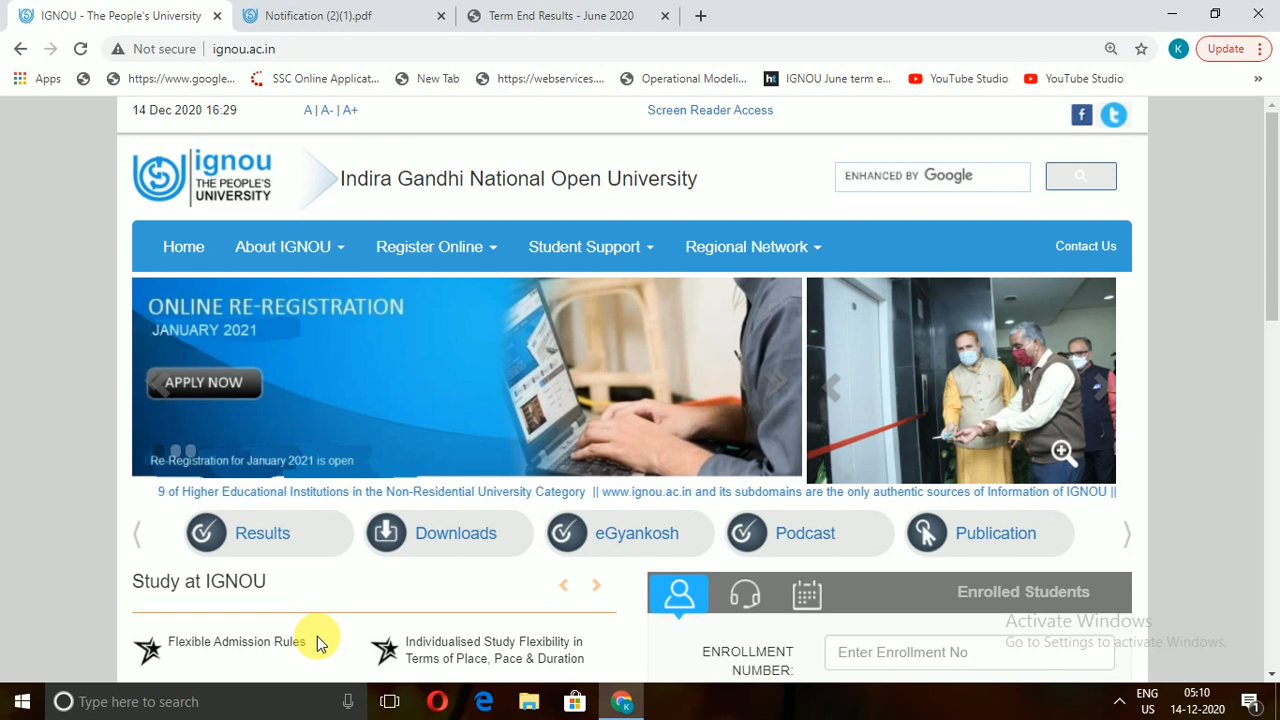 IGNOU - The People's University
Notification (2)(1).pdf
Term End Results - June 2020
Not secure
ignou.ac.in
K
Update
Apps
https://www.google...
SSC Online Applicat...
New Tab
https://webservices....
Operational Modeli...
ht
IGNOU June term e...
YouTube Studio
YouTube Studio
»
14 Dec 2020 16:29
A | A- | A+
Screen Reader Access
f
t
ignou
THE PEOPLE'S
UNIVERSITY
Indira Gandhi National Open University
ENHANCED BY Google
Home
About IGNOU
Register Online
Student Support
Regional Network
Contact Us
ONLINE RE-REGISTRATION
JANUARY 2021
APPLY NOW
Re-Registration for January 2021 is open
9 of Higher Educational Institutions in the Non-Residential University Category || www.ignou.ac.in and its subdomains are the only authentic sources of Information of IGNOU ||
Results
Downloads
eGyankosh
Podcast
Publication
Study at IGNOU
Enrolled Students
Flexible Admission Rules
Individualised Study Flexibility in
Terms of Place, Pace & Duration
ENROLLMENT
NUMBER:
Enter Enrollment No
Activate Windows
Go to Settings to activate Windows.
Type here to search
K
ENG
US
05:10
14-12-2020
1